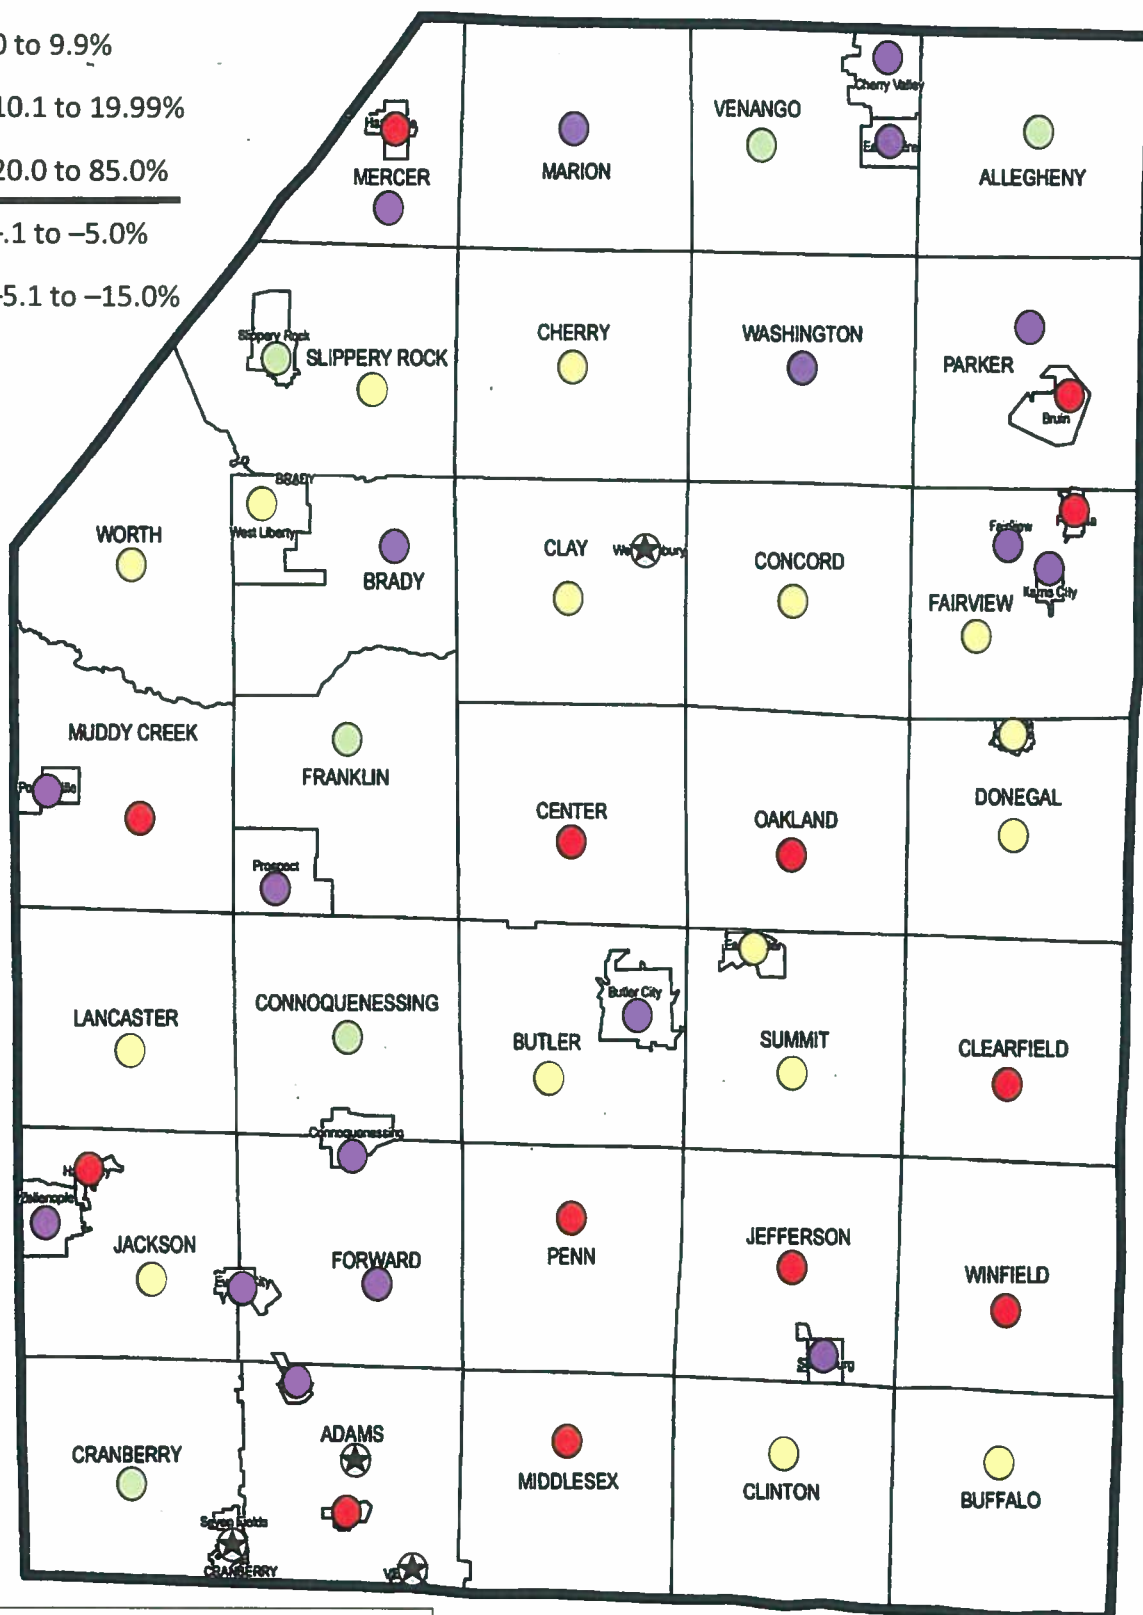 0 to 9.9%
10.1 to 19.99%
20.0 to 85.0%
-.1 to –5.0%
-5.1 to –15.0%
Cherry Valley
VENANGO
MERCER
MARION
ALLEGHENY
Slippery Rock
SLIPPERY ROCK
CHERRY
WASHINGTON
PARKER
Bruin
BRADY
West Liberty
WORTH
BRADY
CLAY
CONCORD
Fairview
Karns City
FAIRVIEW
MUDDY CREEK
FRANKLIN
Prospect
CENTER
OAKLAND
DONEGAL
LANCASTER
CONNOQUENESSING
Butler City
BUTLER
SUMMIT
CLEARFIELD
Connoquenessing
Zelienople
JACKSON
FORWARD
PENN
JEFFERSON
WINFIELD
CRANBERRY
ADAMS
MIDDLESEX
CLINTON
BUFFALO
Seven Fields
CRANBERRY